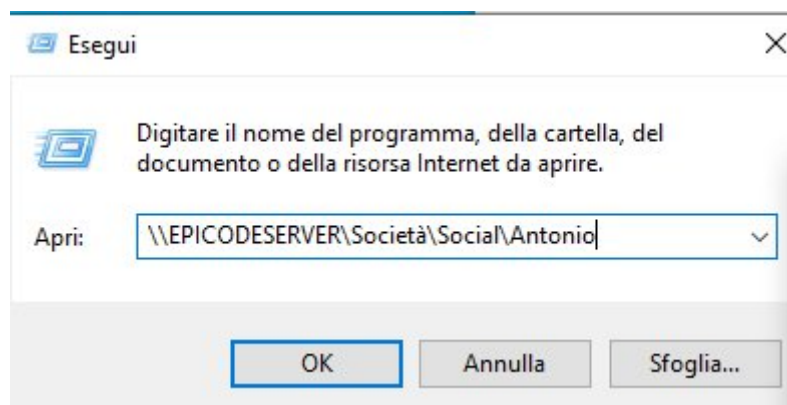 Esegui
Digitare il nome del programma, della cartella, del
documento o della risorsa Internet da aprire.
Apri: \\EPICODESERVER\Società\Social\Antonio
OK Annulla Sfoglia...